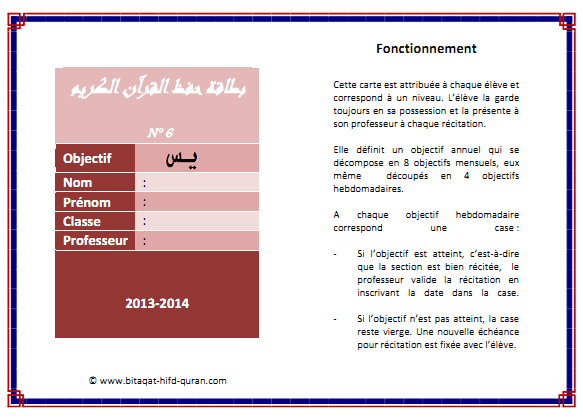 بطاقة حفظ القرآن الكريم
N° 6
Objectif يــس
Nom :
Prénom :
Classe :
Professeur :
2013-2014
© www.bitaqat-hifd-quran.com
Fonctionnement
Cette carte est attribuée à chaque élève et
correspond à un niveau. L’élève la garde
toujours en sa possession et la présente à
son professeur à chaque récitation.
Elle définit un objectif annuel qui se
décompose en 8 objectifs mensuels, eux
même découpés en 4 objectifs
hebdomadaires.
A chaque objectif hebdomadaire
correspond une case :
- Si l’objectif est atteint, c’est-à-dire
que la section est bien récitée, le
professeur valide la récitation en
inscrivant la date dans la case.
- Si l’objectif n’est pas atteint, la case
reste vierge. Une nouvelle échéance
pour récitation est fixée avec l’élève.